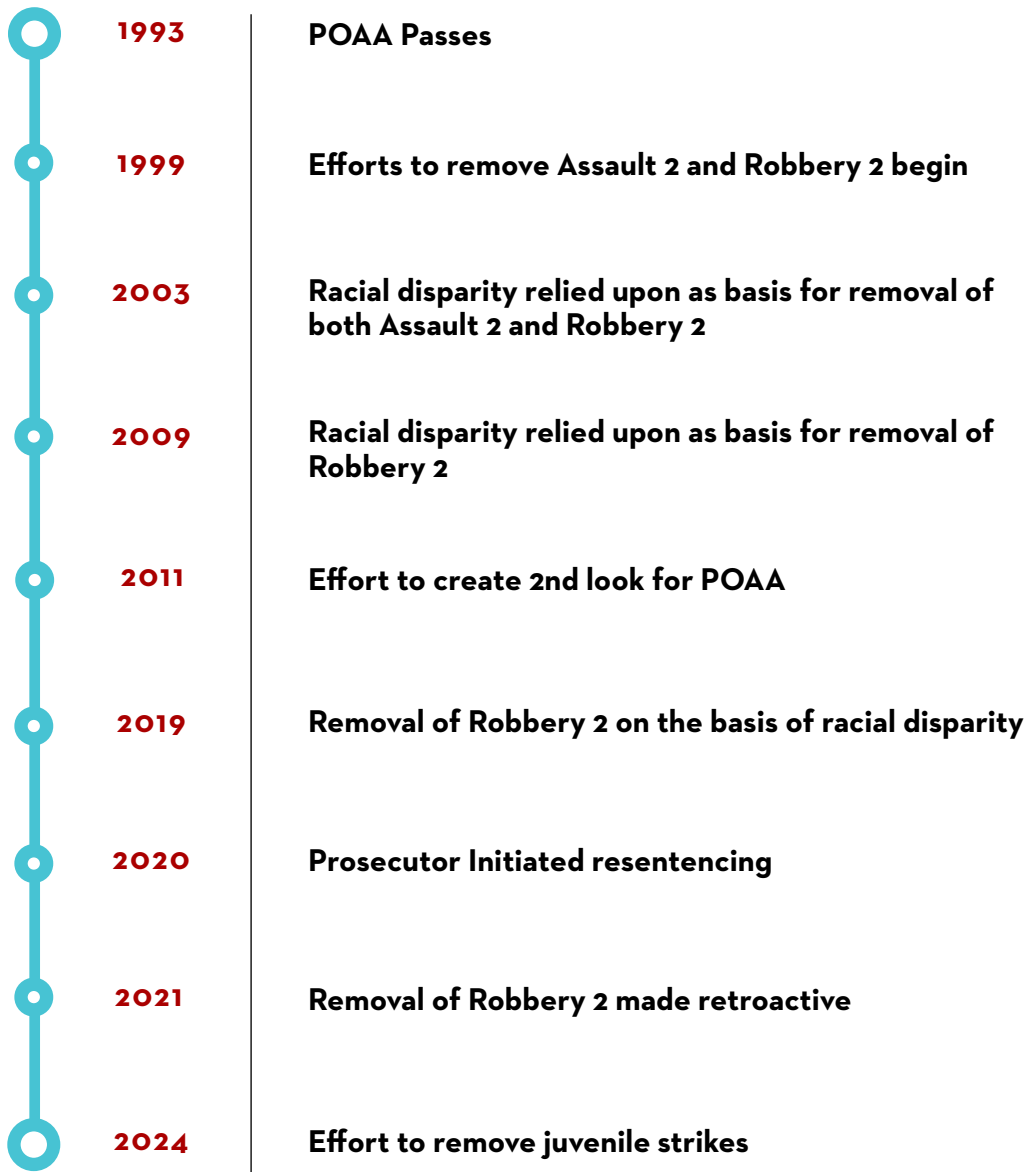 1993
POAA Passes
1999
Efforts to remove Assault 2 and Robbery 2 begin
2003
Racial disparity relied upon as basis for removal of
both Assault 2 and Robbery 2
2009
Racial disparity relied upon as basis for removal of
Robbery 2
2011
Effort to create 2nd look for POAA
2019
Removal of Robbery 2 on the basis of racial disparity
2020
Prosecutor Initiated resentencing
2021
Removal of Robbery 2 made retroactive
2024
Effort to remove juvenile strikes